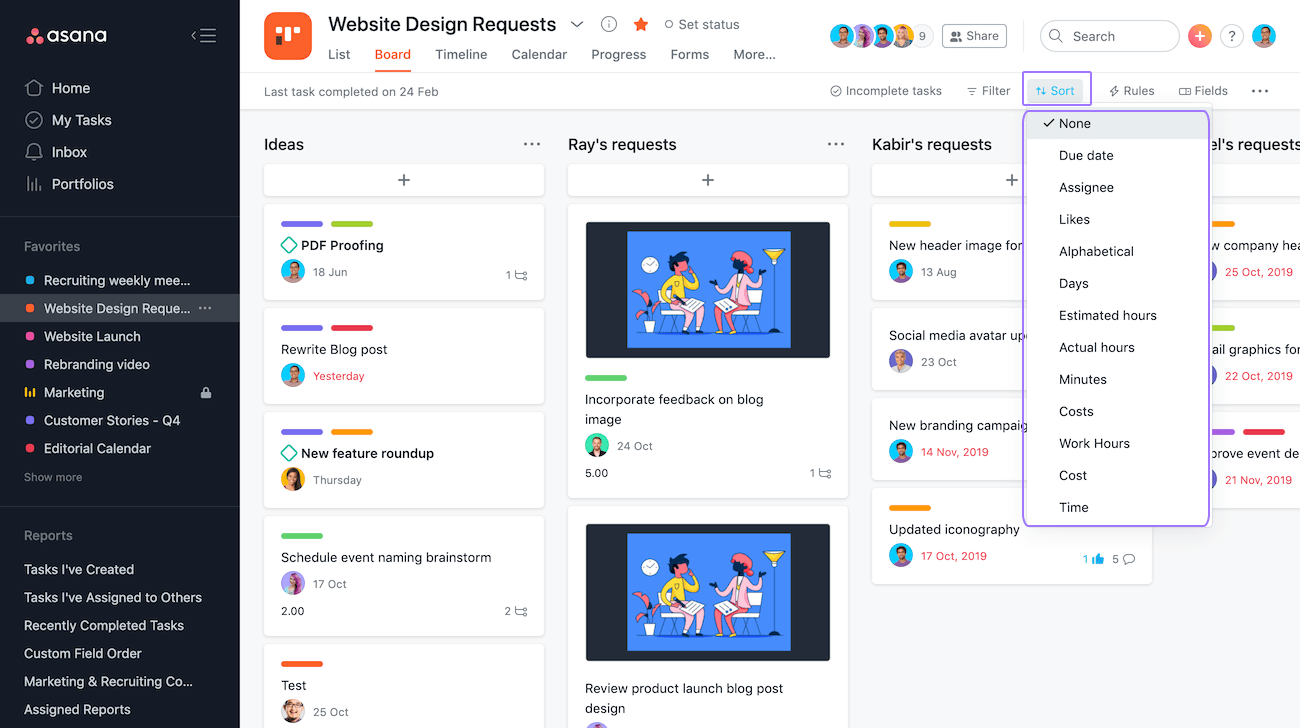 asana
Home
My Tasks
Inbox
Portfolios
Favorites
Recruiting weekly mee...
Website Design Reque...
Website Launch
Rebranding video
Marketing
Customer Stories - Q4
Editorial Calendar
Show more
Reports
Tasks I've Created
Tasks I've Assigned to Others
Recently Completed Tasks
Custom Field Order
Marketing & Recruiting Co...
Assigned Reports
Website Design Requests
Set status
9
Share
Search
?
List
Board
Timeline
Calendar
Progress
Forms
More...
Last task completed on 24 Feb
Incomplete tasks
Filter
Sort
Rules
Fields
Ideas
PDF Proofing
18 Jun
1
Rewrite Blog post
Yesterday
New feature roundup
Thursday
Schedule event naming brainstorm
17 Oct
2.00
2
Test
25 Oct
Ray's requests
Incorporate feedback on blog
image
24 Oct
5.00
1
Review product launch blog post
design
Kabir's requests
New header image for
13 Aug
Social media avatar up
23 Oct
New branding campaig
14 Nov, 2019
Updated iconography
17 Oct, 2019
1
5
None
Due date
Assignee
Likes
Alphabetical
Days
Estimated hours
Actual hours
Minutes
Costs
Work Hours
Cost
Time
el's requests
w company hea
25 Oct, 2019
ail graphics for
22 Oct, 2019
prove event de
21 Nov, 2019